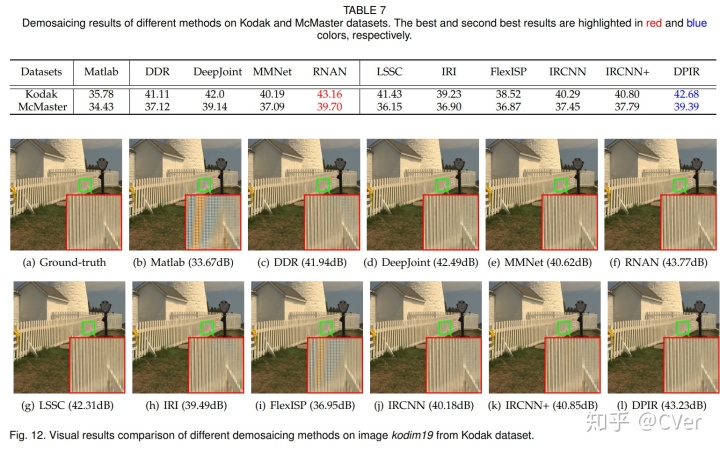 TABLE 7
Demosaicing results of different methods on Kodak and McMaster datasets. The best and second best results are highlighted in red and blue
colors, respectively.
Datasets Matlab DDR DeepJoint MMNet RNAN LSSC IRI FlexISP IRCNN IRCNN+ DPIR
Kodak 35.78 41.11 42.0 40.19 43.16 41.43 39.23 38.52 40.29 40.80 42.68
McMaster 34.43 37.12 39.14 37.09 39.70 36.15 36.90 36.87 37.45 37.79 39.39
(a) Ground-truth (b) Matlab (33.67dB) (c) DDR (41.94dB) (d) DeepJoint (42.49dB) (e) MMNet (40.62dB) (f) RNAN (43.77dB)
(g) LSSC (42.31dB) (h) IRI (39.49dB) (i) FlexISP (36.95dB) (j) IRCNN (40.18dB) (k) IRCNN+ (40.85dB) (l) DPIR (43.23dB)
知乎 @CVer
Fig. 12. Visual results comparison of different demosaicing methods on image kodim19 from Kodak dataset.